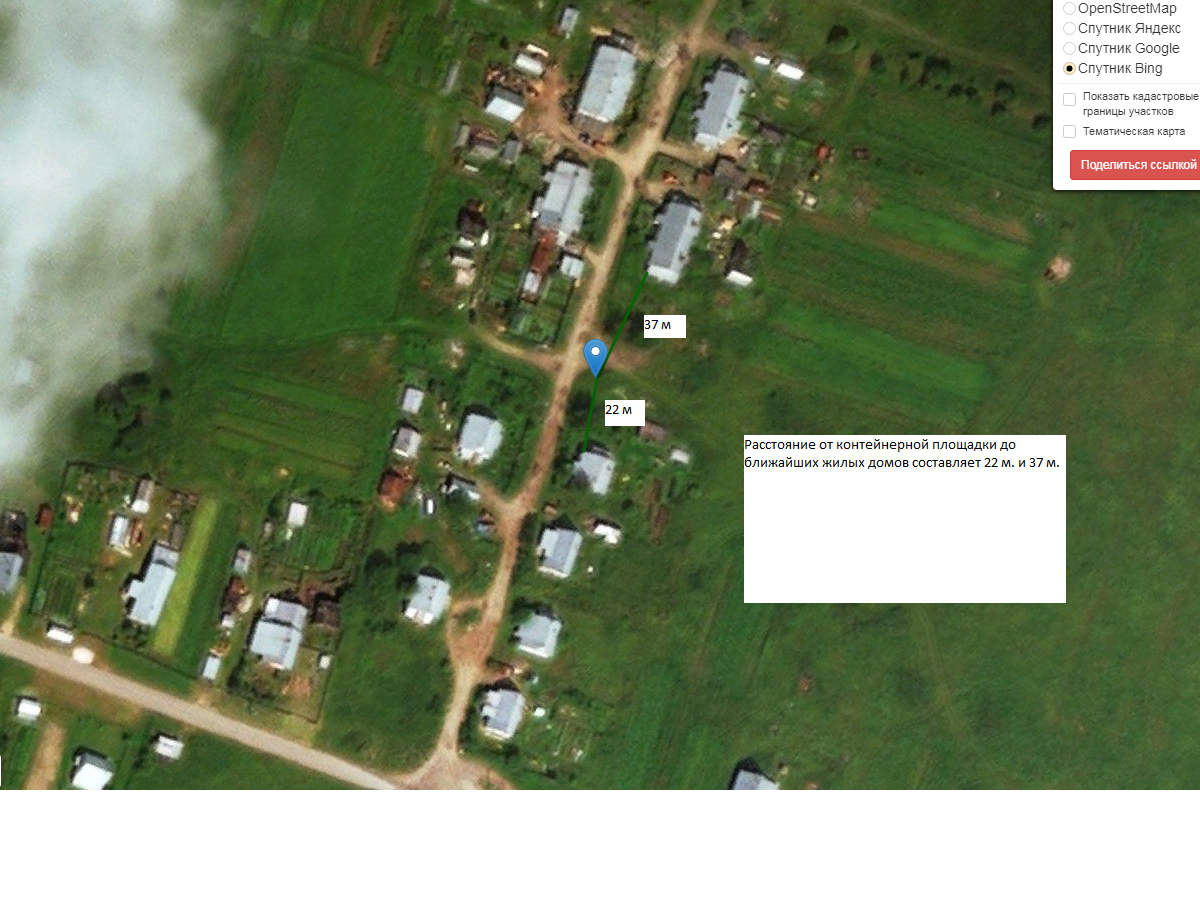 OpenStreetMap
Спутник Яндекс
Спутник Google
Спутник Bing
Показать кадастровые
границы участков
Тематическая карта
Поделиться ссылкой
37 м
22 м
Расстояние от контейнерной площадки до
ближайших жилых домов составляет 22 м. и 37 м.